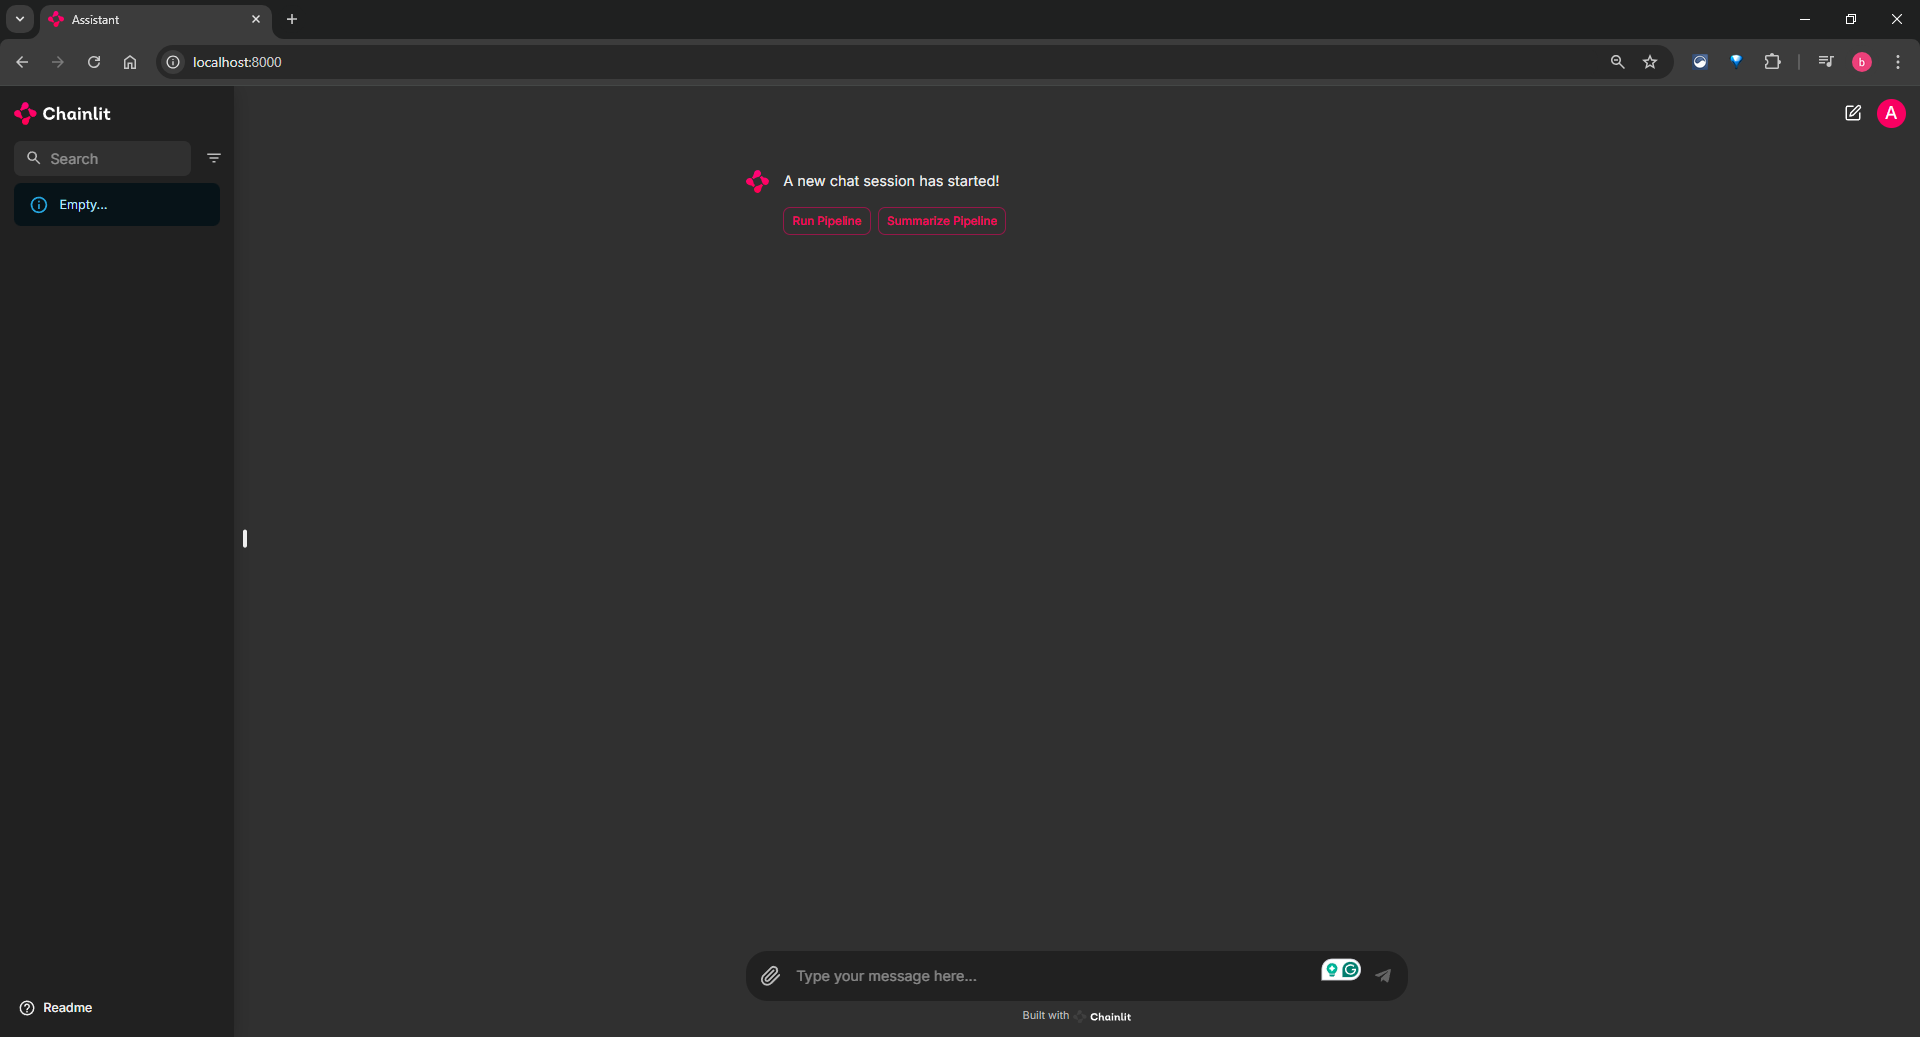 Assistant
localhost:8000
b
Chainlit
A
Search
Empty...
A new chat session has started!
Run Pipeline Summarize Pipeline
Type your message here...
Readme
Built with Chainlit